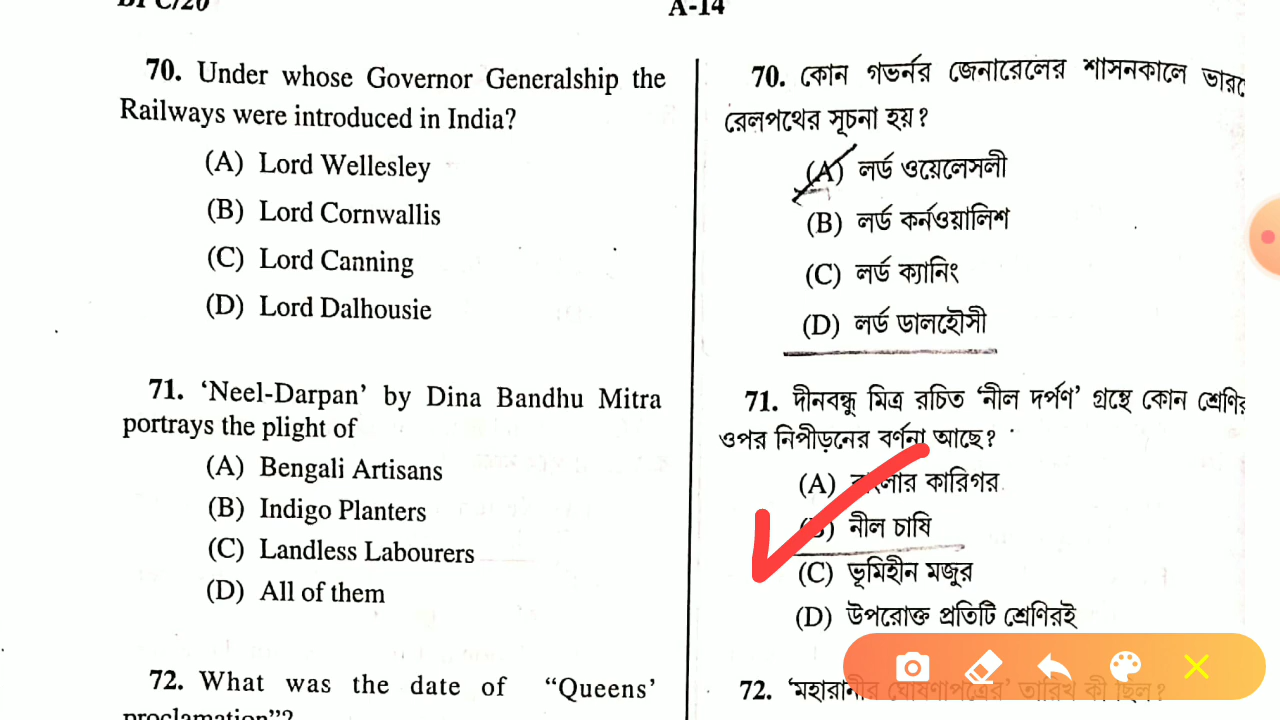 A-14
70. Under whose Governor Generalship the
Railways were introduced in India?
(A) Lord Wellesley
(B) Lord Cornwallis
(C) Lord Canning
(D) Lord Dalhousie
71. ‘Neel-Darpan’ by Dina Bandhu Mitra
portrays the plight of
(A) Bengali Artisans
(B) Indigo Planters
(C) Landless Labourers
(D) All of them
72. What was the date of “Queens’
proclamation”?
70. কোন গভর্নর জেনারেলের শাসনকালে
রেলপথের সূচনা হয়?
(A) লর্ড ওয়েলেসলী
(B) লর্ড কর্নওয়ালিশ
(C) লর্ড ক্যানিং
(D) লর্ড ডালহৌসী
71. দীনবন্ধু মিত্র রচিত ‘নীল দর্পণ’ গ্রন্থে কোন
ওপর নিপীড়নের বর্ণনা আছে?
(A) বাংলার কারিগর
(B) নীল চাষি
(C) ভূমিহীন মজুর
(D) উপরোক্ত প্রতিটি শ্রেণিরই
72. ‘মহারানীর ঘোষণাপত্রের’ তারিখ কী ছিল?